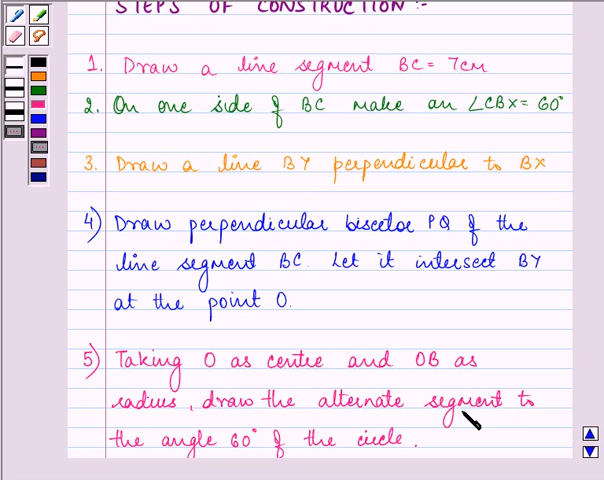 STEPS OF CONSTRUCTION:-
1. Draw a line segment BC = 7cm
2. On one side of BC make an ∠CBX = 60°
3. Draw a line BY perpendicular to BX
4) Draw perpendicular bisector PQ of the
line segment BC. Let it intersect BY
at the point O.
5) Taking O as centre and OB as
radius, draw the alternate segment to
the angle 60° of the circle.